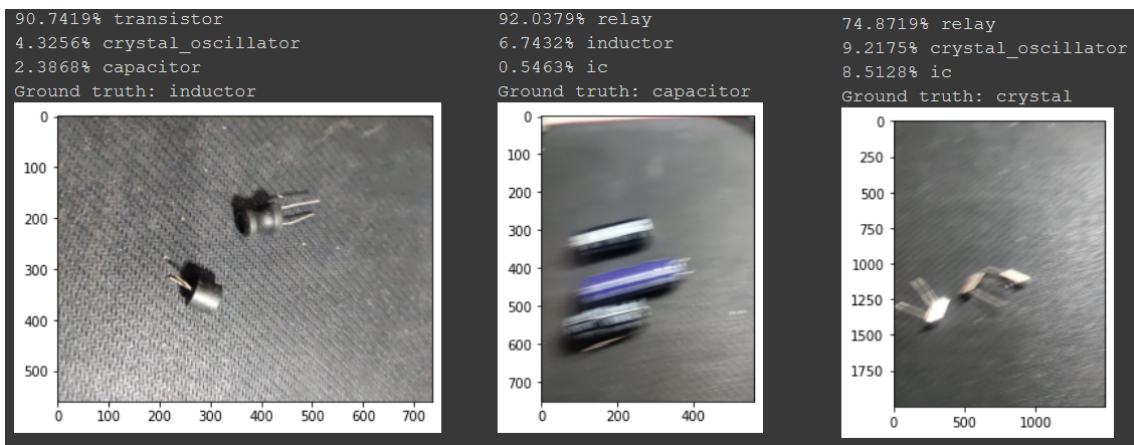 90.7419% transistor
4.3256% crystal_oscillator
2.3868% capacitor
Ground truth: inductor
0
100
200
300
400
500
0 100 200 300 400 500 600 700
92.0379% relay
6.7432% inductor
0.5463% ic
Ground truth: capacitor
0
100
200
300
400
500
600
700
0 200 400
74.8719% relay
9.2175% crystal_oscillator
8.5128% ic
Ground truth: crystal
0
250
500
750
1000
1250
1500
1750
0 500 1000